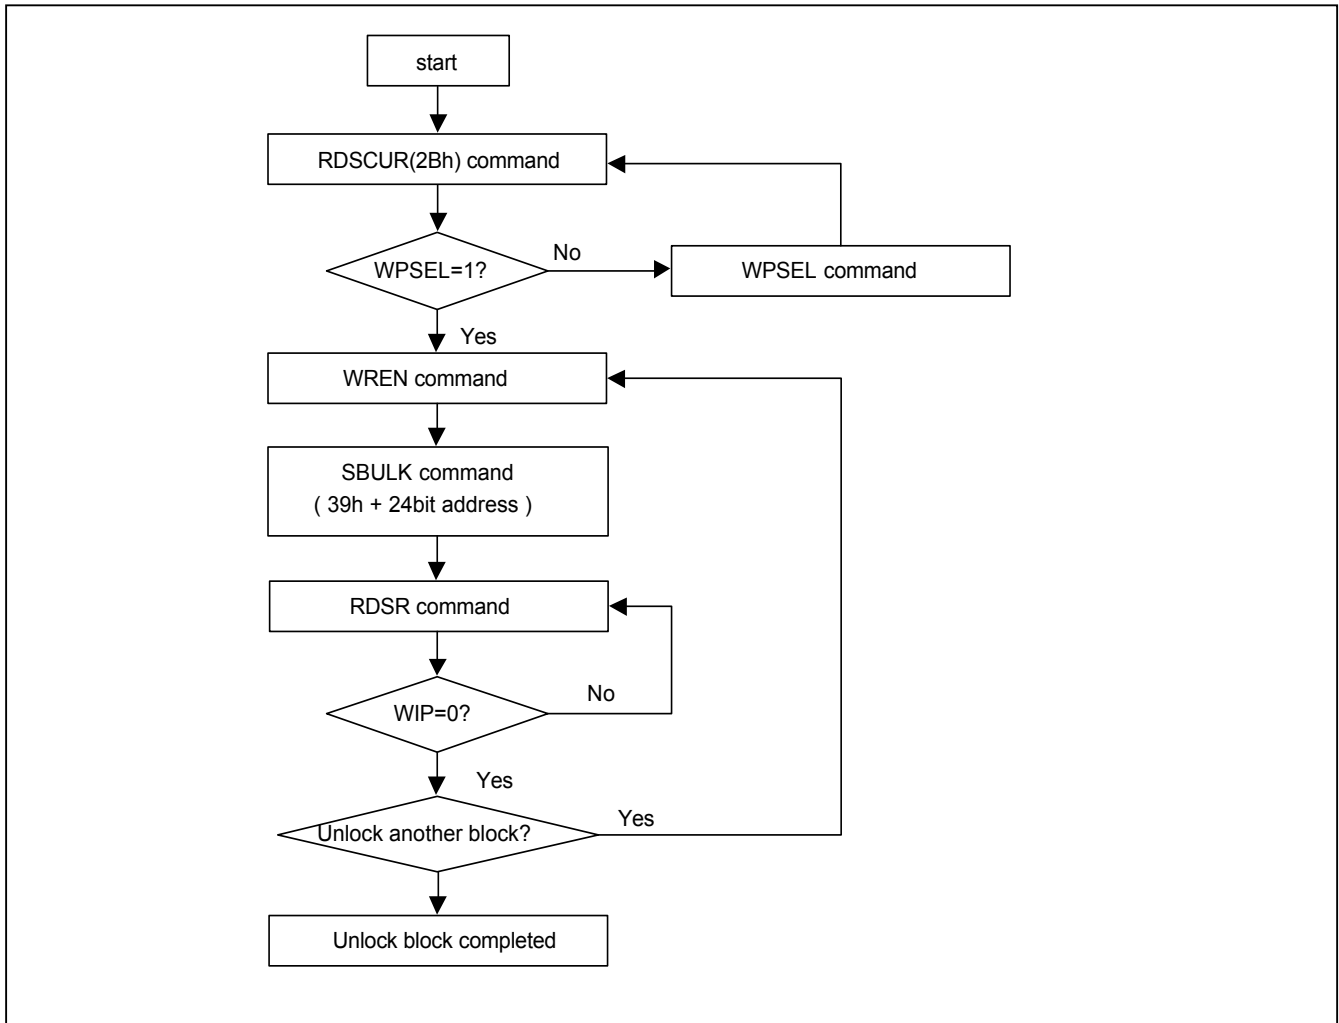 start
RDSCUR(2Bh) command
WPSEL=1?
No
WPSEL command
Yes
WREN command
SBULK command
( 39h + 24bit address )
RDSR command
WIP=0?
No
Yes
Unlock another block?
Yes
Unlock block completed